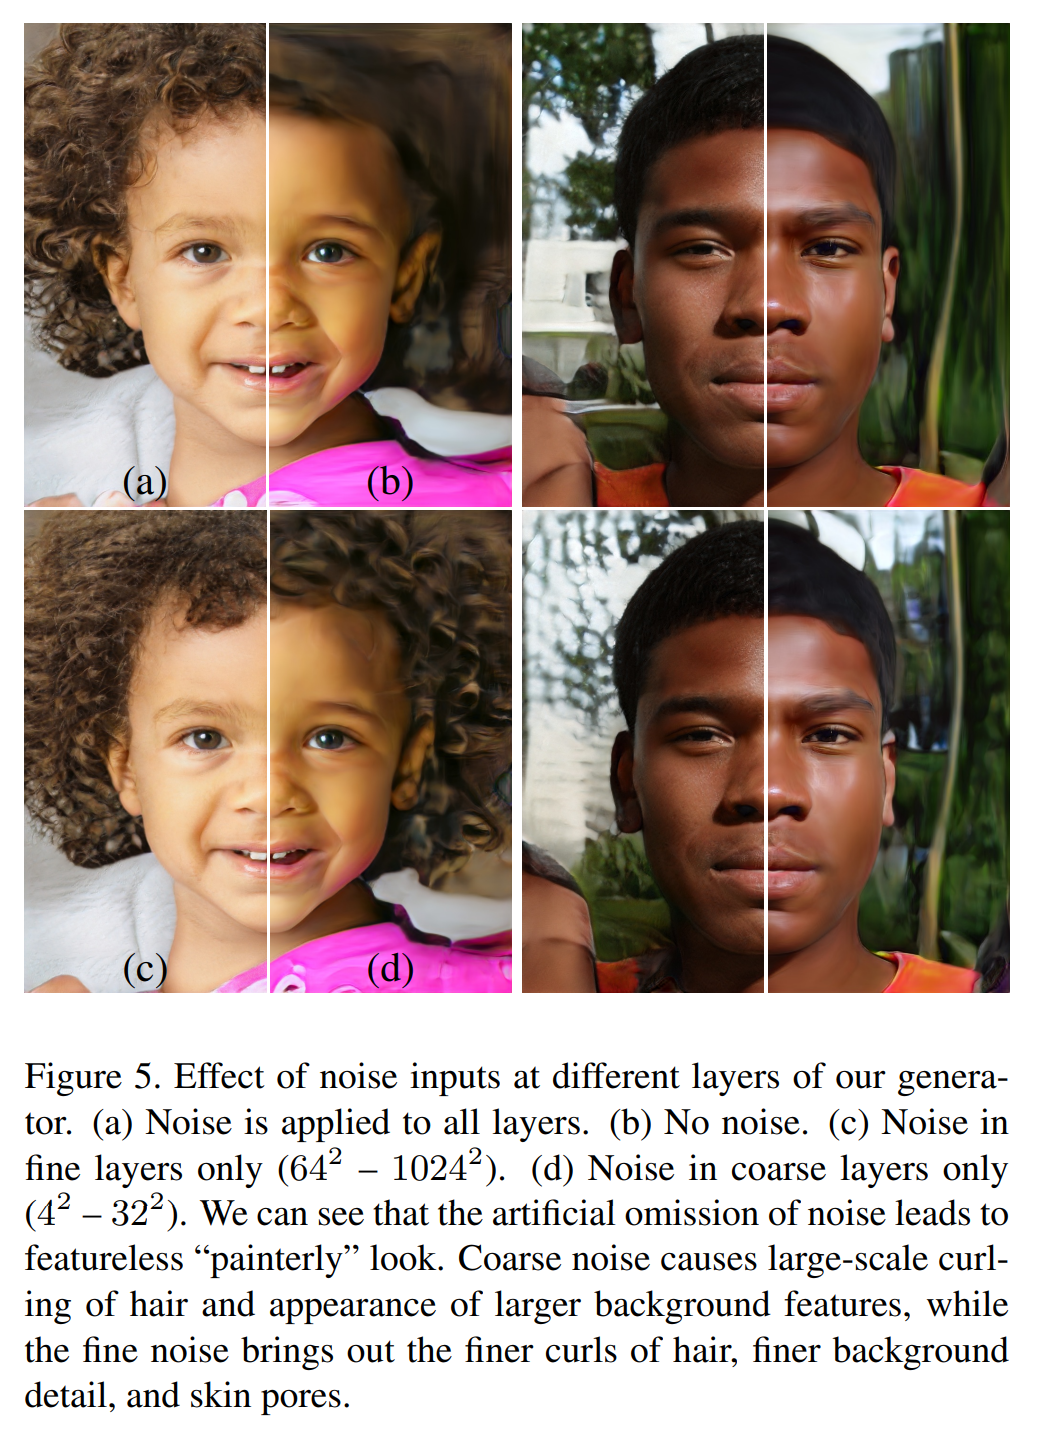 (a) (b)
(c) (d)
Figure 5. Effect of noise inputs at different layers of our genera-
tor. (a) Noise is applied to all layers. (b) No noise. (c) Noise in
fine layers only (64² – 1024²). (d) Noise in coarse layers only
(4² – 32²). We can see that the artificial omission of noise leads to
featureless “painterly” look. Coarse noise causes large-scale curl-
ing of hair and appearance of larger background features, while
the fine noise brings out the finer curls of hair, finer background
detail, and skin pores.